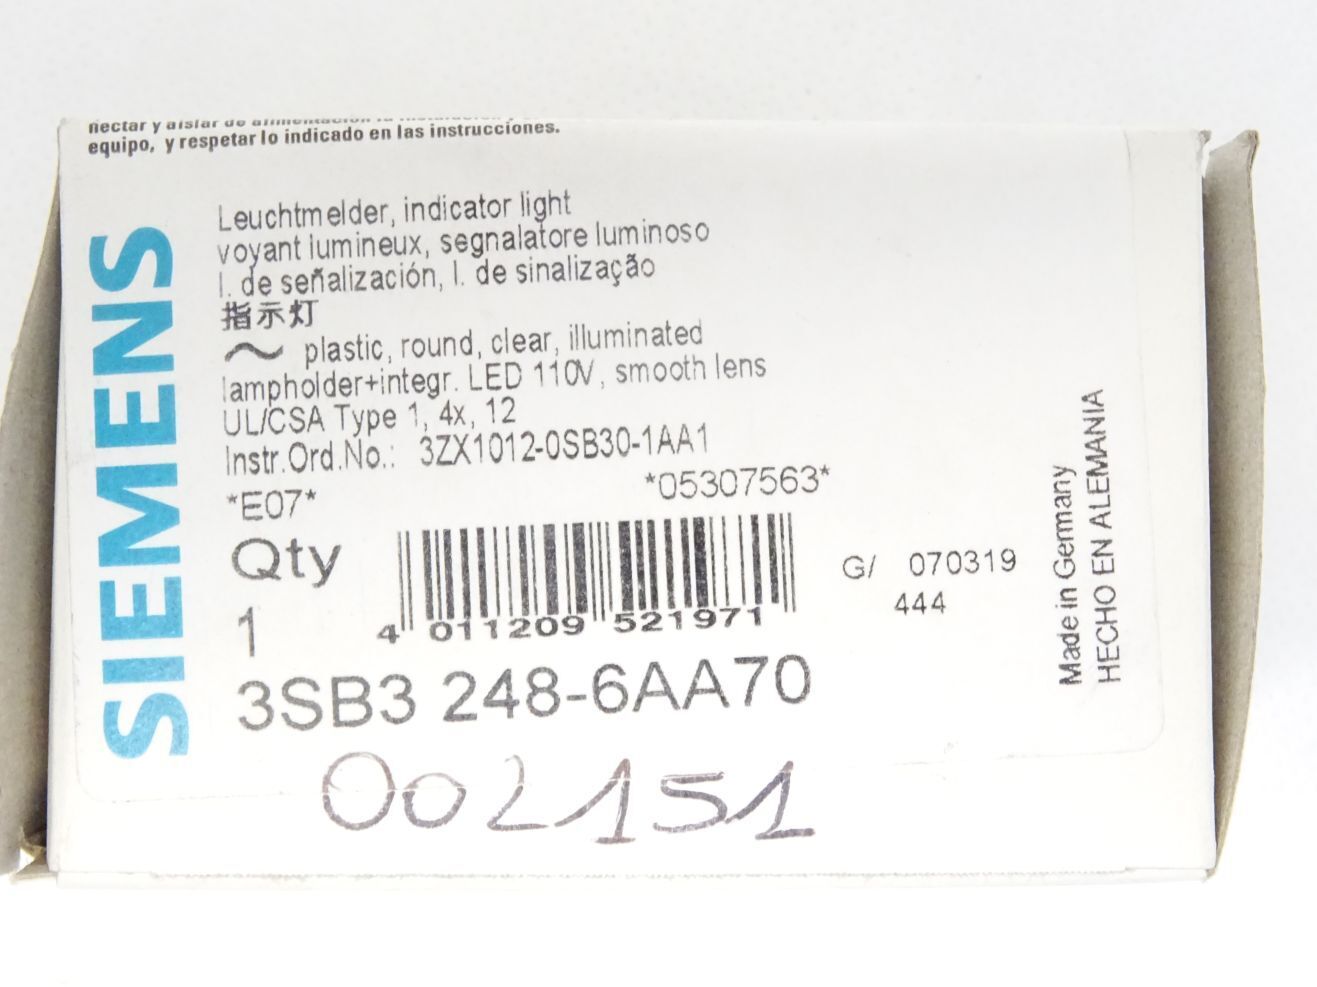 nectar y aislar de alimentación la instalación y
equipo, y respetar lo indicado en las instrucciones.
SIEMENS
Leuchtmelder, indicator light
voyant lumineux, segnalatore luminoso
l. de señalización, l. de sinalização
指示灯
plastic, round, clear, illuminated
lampholder+integr. LED 110V, smooth lens
UL/CSA Type 1, 4x, 12
Instr.Ord.No.: 3ZX1012-0SB30-1AA1
*E07* *05307563*
Qty
1
4 011209 521971
G/ 070319
444
3SB3 248-6AA70
Made in Germany
HECHO EN ALEMANIA
002151